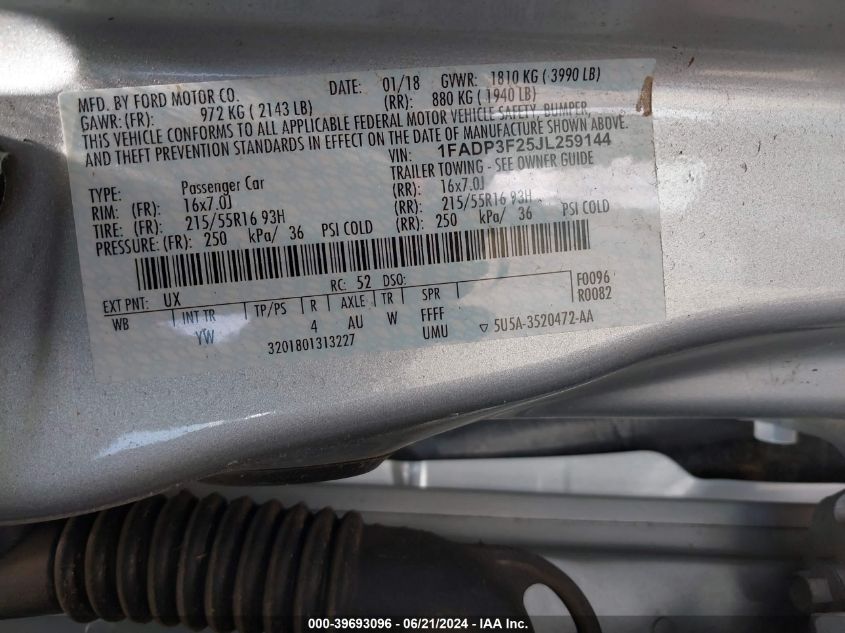 MFD. BY FORD MOTOR CO. DATE: 01/18 GVWR: 1810 KG ( 3990 LB)
GAWR:(FR): 972 KG ( 2143 LB) (RR): 880 KG ( 1940 LB)
THIS VEHICLE CONFORMS TO ALL APPLICABLE FEDERAL MOTOR VEHICLE SAFETY, BUMPER,
AND THEFT PREVENTION STANDARDS IN EFFECT ON THE DATE OF MANUFACTURE SHOWN ABOVE.
VIN: 1FADP3F25JL259144
TYPE: Passenger Car TRAILER TOWING - SEE OWNER GUIDE
RIM: (FR): 16x7.0J (RR): 16x7.0J
TIRE: (FR): 215/55R16 93H (RR): 215/55R16 93H
PRESSURE: (FR): 250 kPa/ 36 PSI COLD (RR): 250 kPa/ 36 PSI COLD
EXT PNT: UX RC: 52 DSO: F0096
R0082
WB INT TR TP/PS R AXLE TR SPR
YW 4 AU W FFFF
3201801313227 UMU ▽ 5U5A-3520472-AA
000-39693096 - 06/21/2024 - IAA Inc.